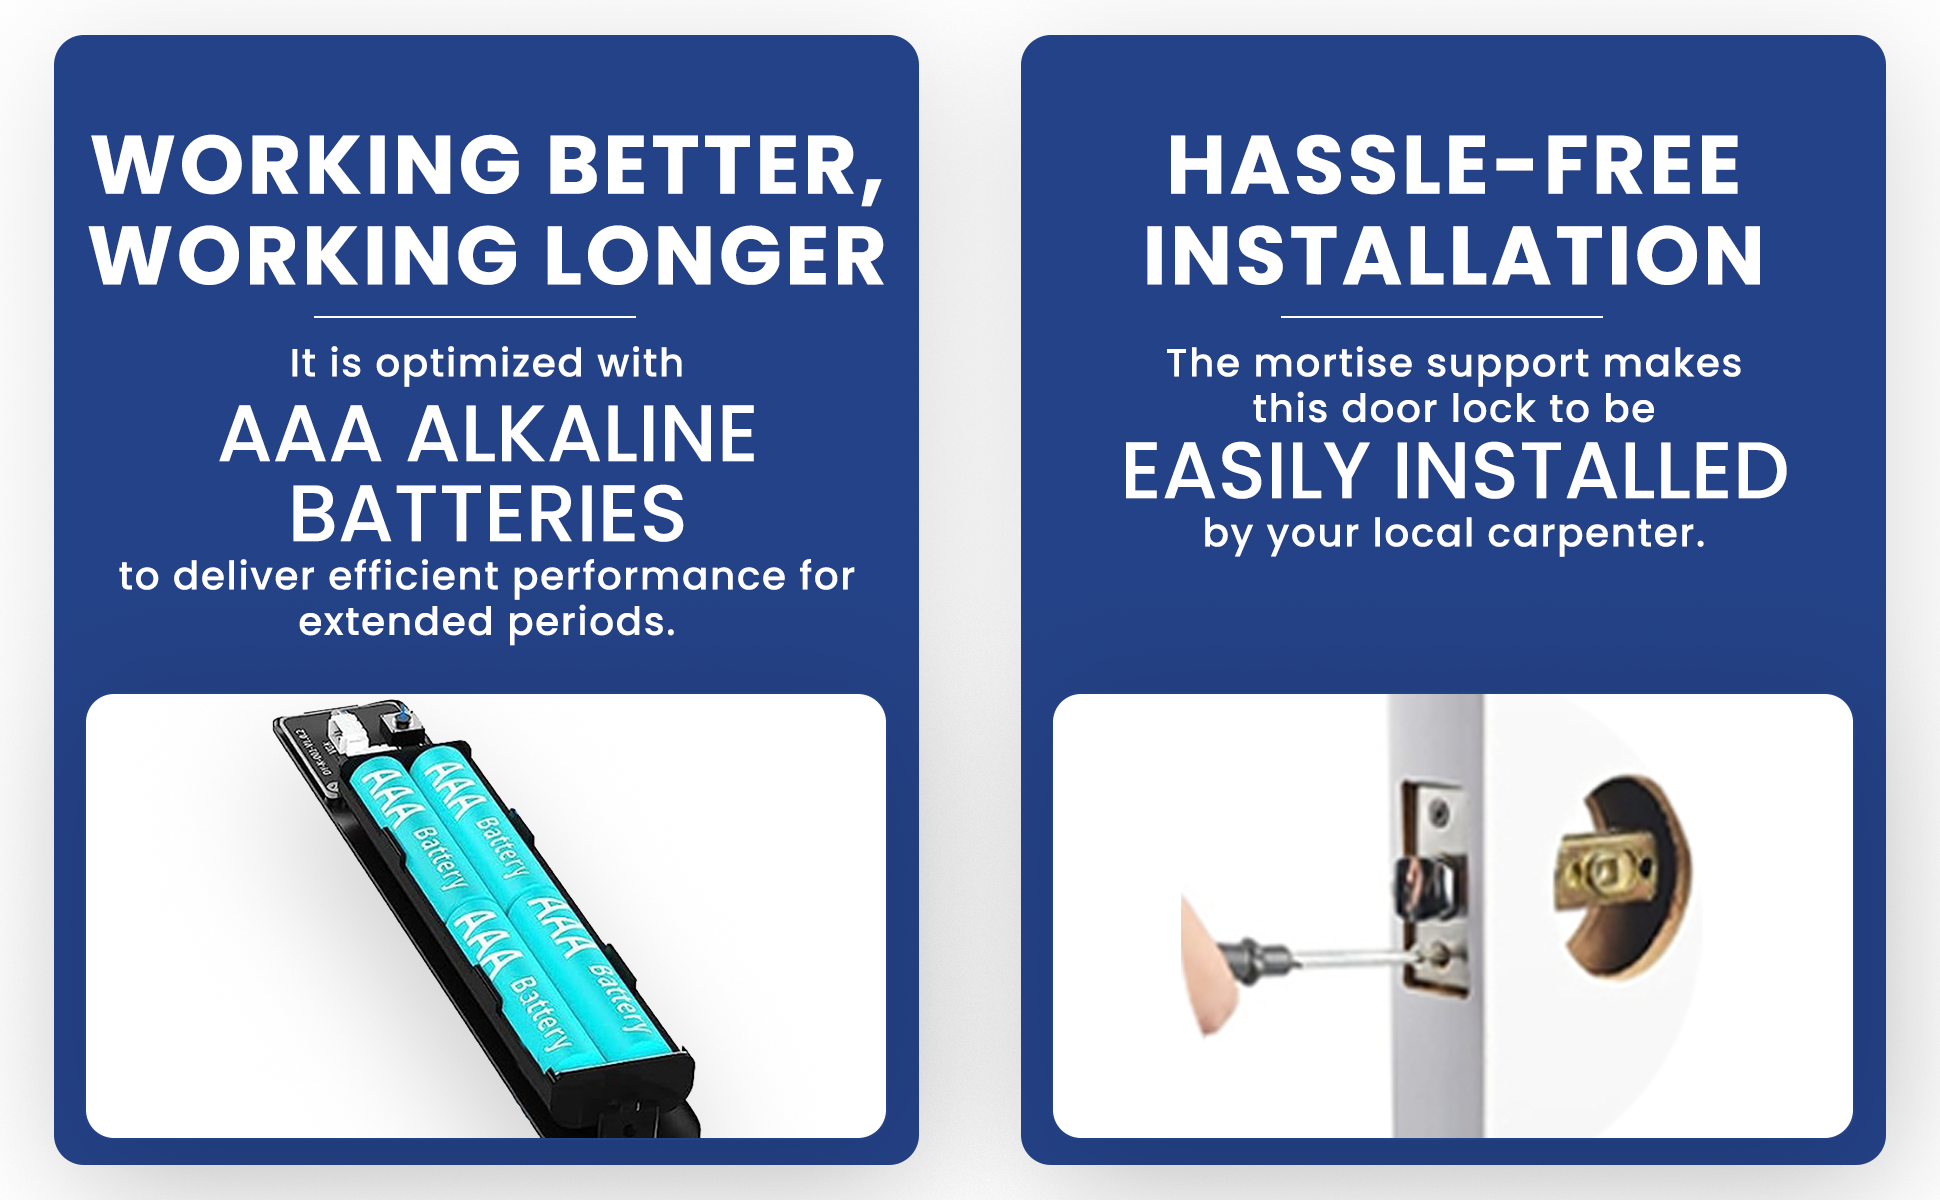 WORKING BETTER,
WORKING LONGER
It is optimized with
AAA ALKALINE
BATTERIES
to deliver efficient performance for
extended periods.
AAA Battery
AAA Battery
AAA Battery
AAA Battery
HASSLE-FREE
INSTALLATION
The mortise support makes
this door lock to be
EASILY INSTALLED
by your local carpenter.